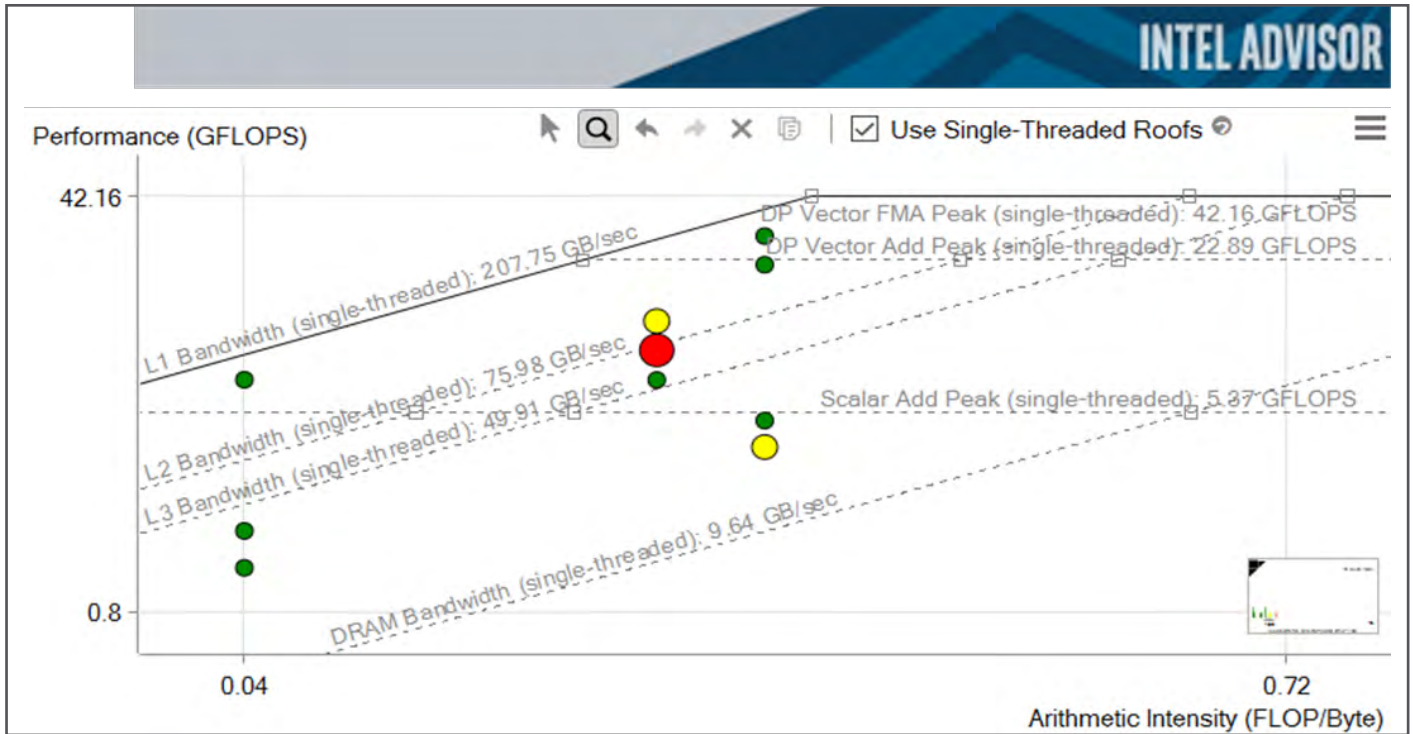 INTEL ADVISOR
Performance (GFLOPS)
Use Single-Threaded Roofs
42.16
DP Vector FMA Peak (single-threaded): 42.16 GFLOPS
DP Vector Add Peak (single-threaded): 22.89 GFLOPS
L1 Bandwidth (single-threaded): 207.75 GB/sec
L2 Bandwidth (single-threaded): 75.98 GB/sec
Scalar Add Peak (single-threaded): 5.37 GFLOPS
L3 Bandwidth (single-threaded): 49.91 GB/sec
DRAM Bandwidth (single-threaded): 9.64 GB/sec
0.8
0.04
0.72
Arithmetic Intensity (FLOP/Byte)